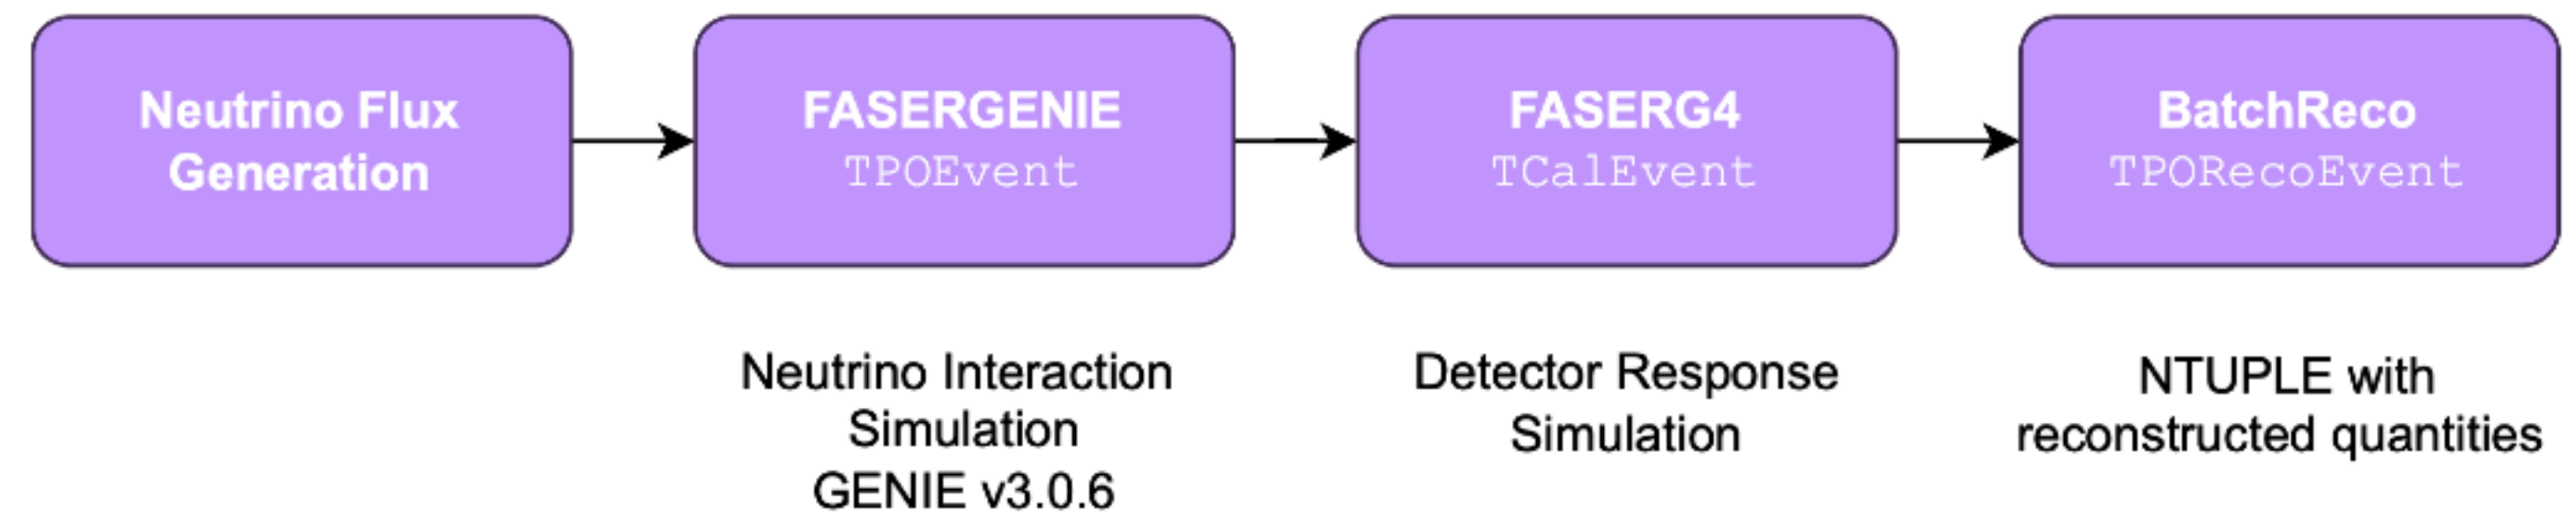 Neutrino Flux
Generation
FASERGENIE
TPOEvent
FASERG4
TCalEvent
BatchReco
TPORecoEvent
Neutrino Interaction
Simulation
GENIE v3.0.6
Detector Response
Simulation
NTUPLE with
reconstructed quantities